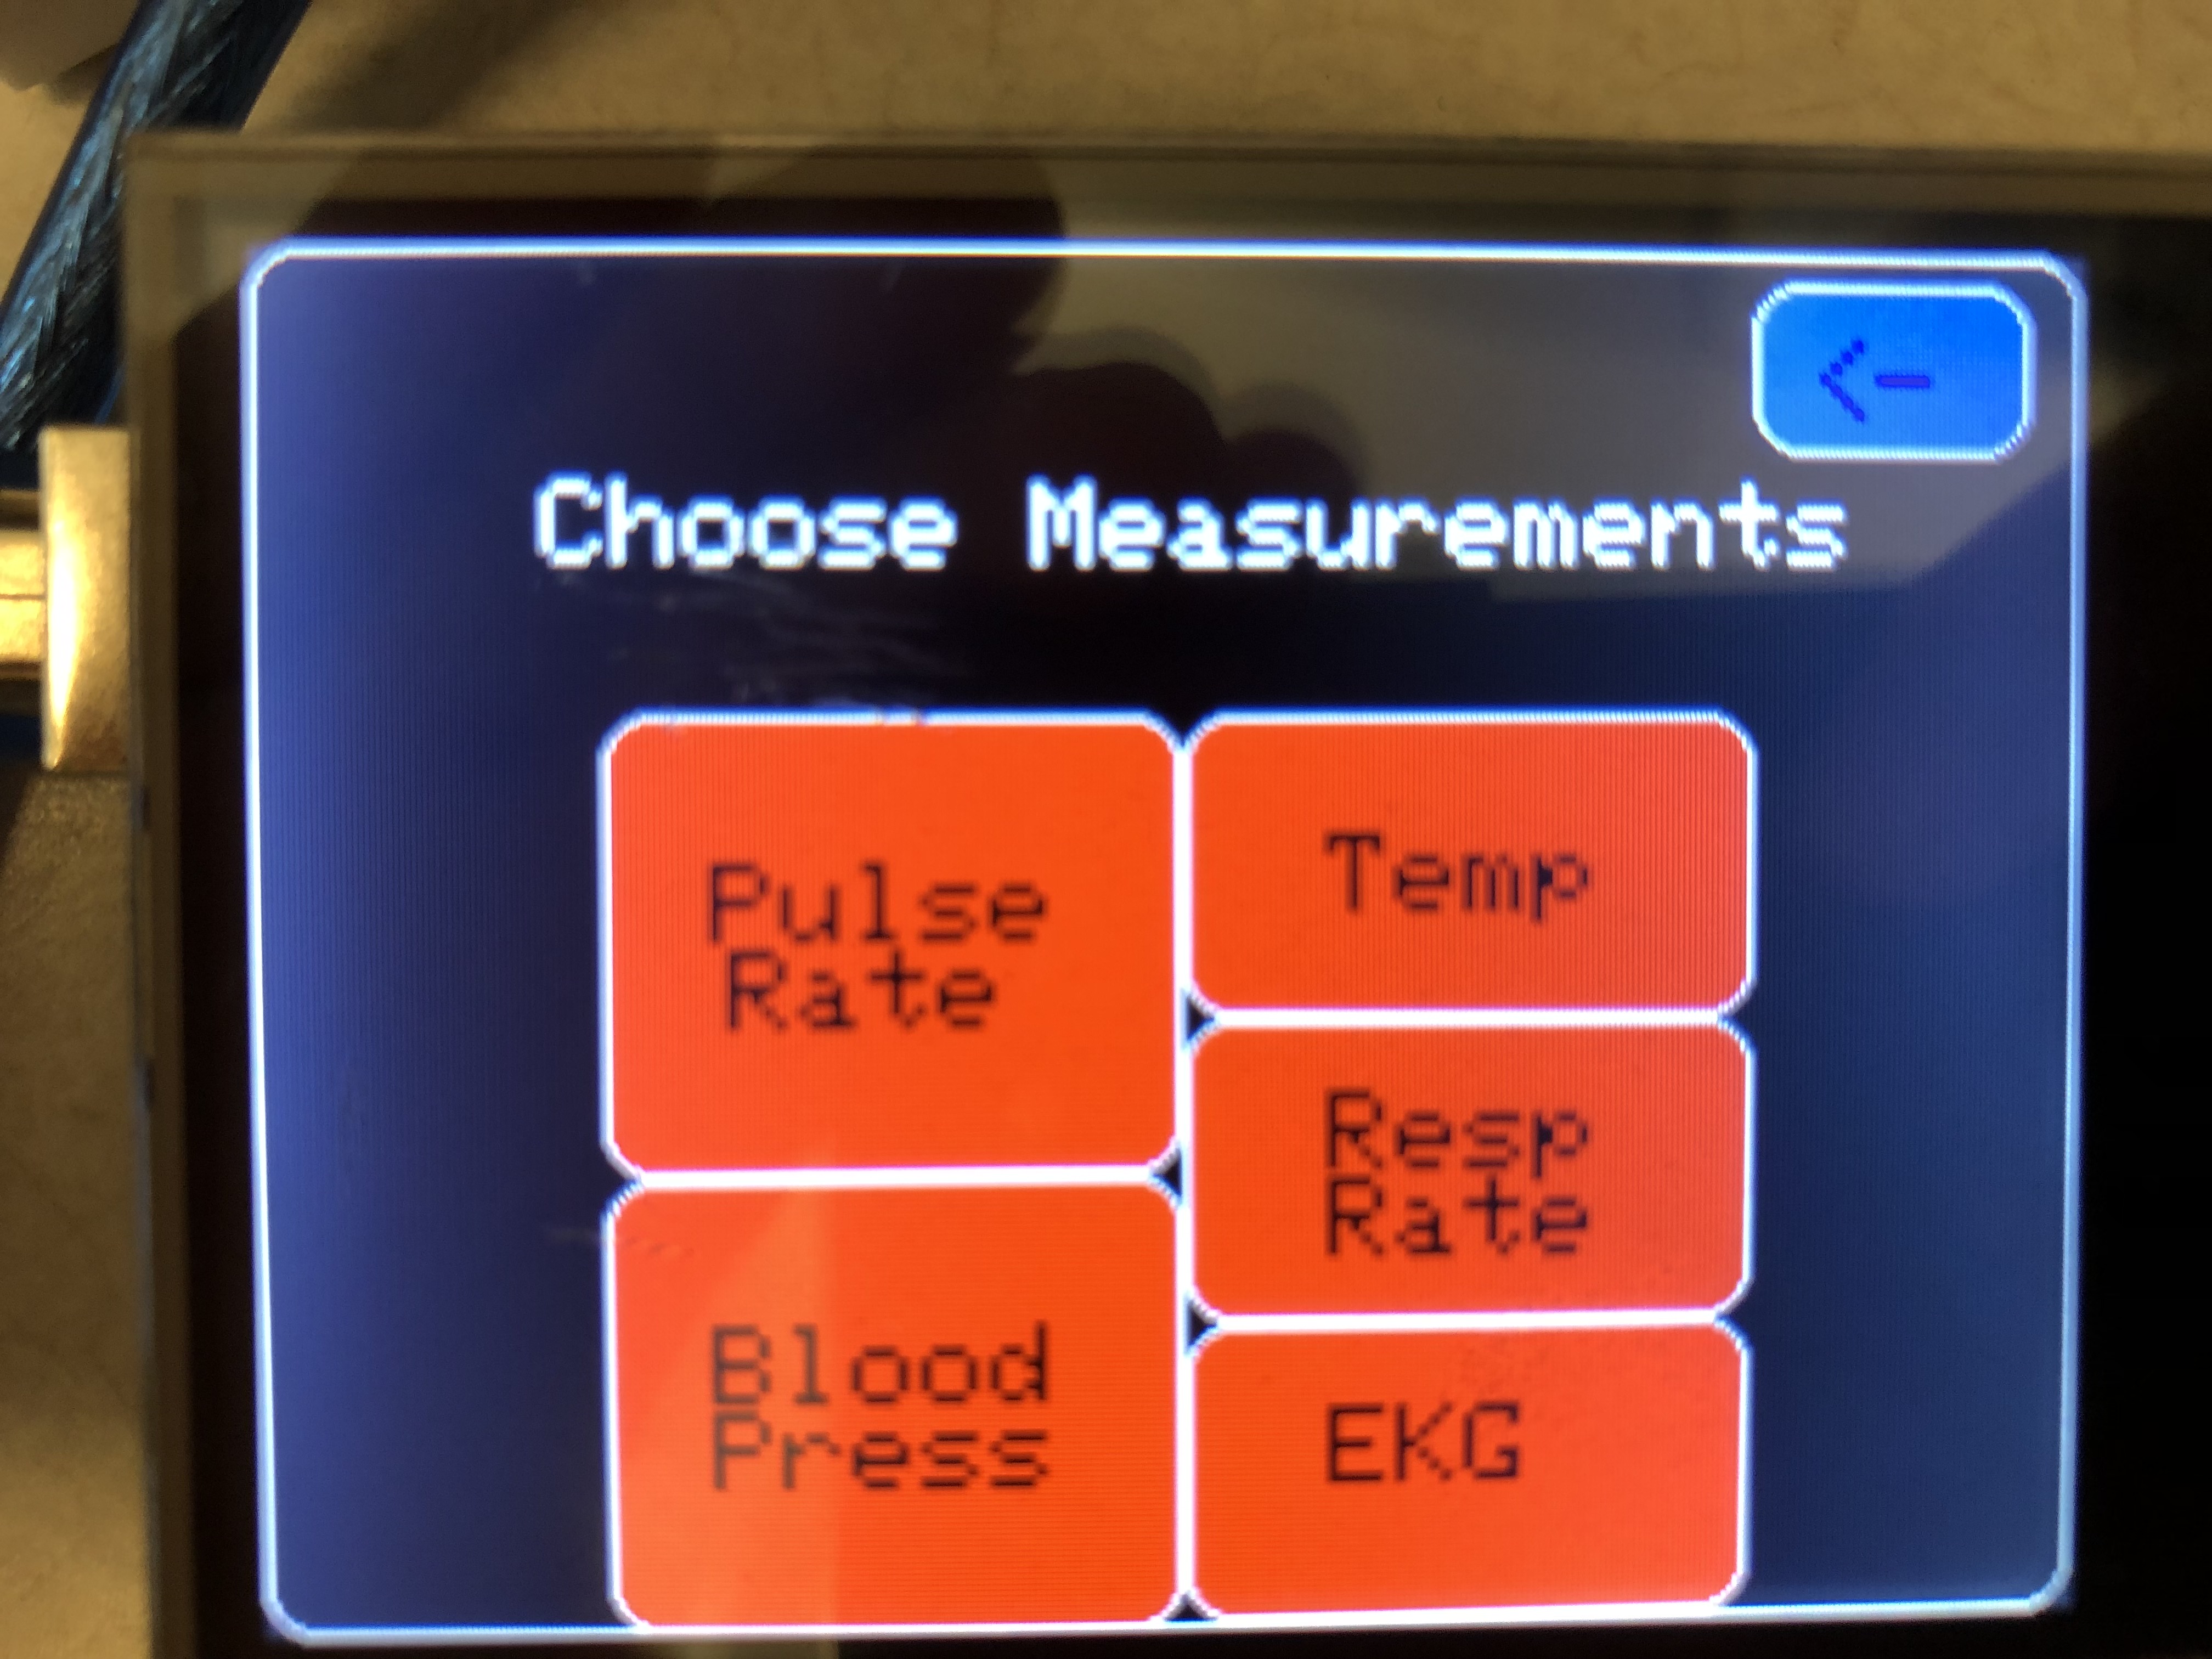 <-
Choose Measurements
Pulse
Rate
Temp
Blood
Press
Resp
Rate
EKG